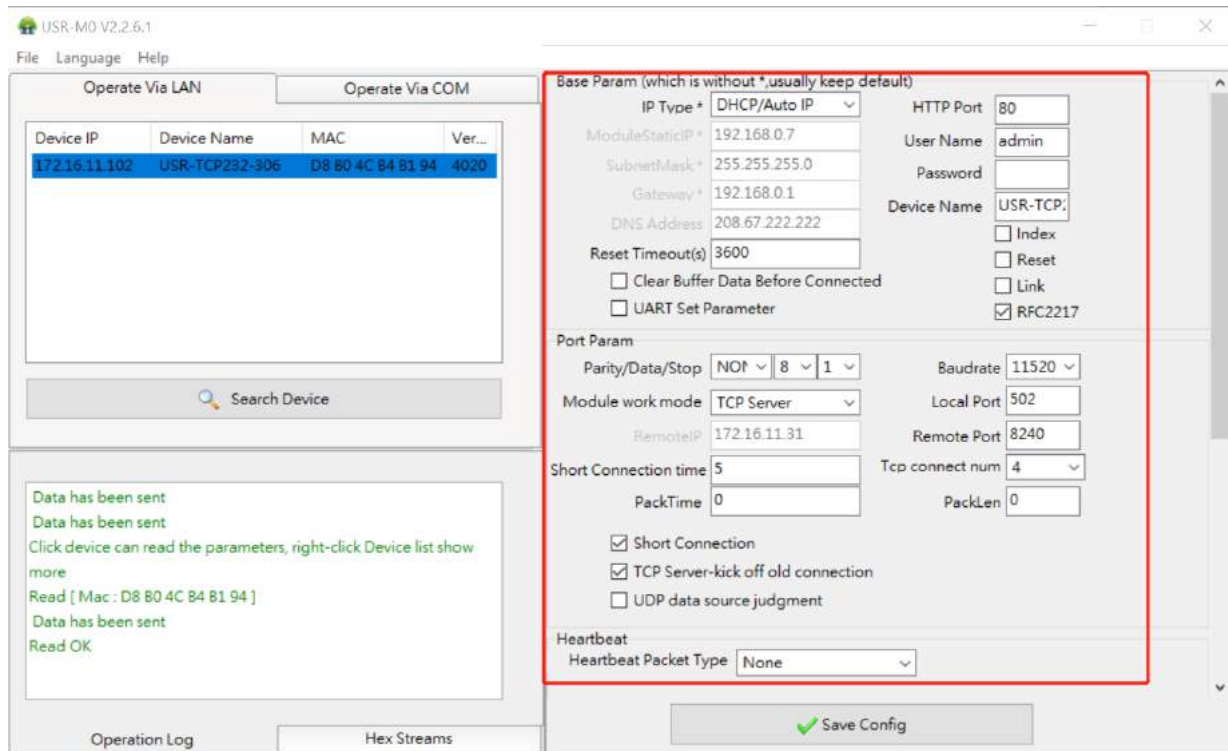 USR-M0 V2.2.6.1
File Language Help
Operate Via LAN
Operate Via COM
Device IP Device Name MAC Ver...
172.16.11.102 USR-TCP232-306 D8 B0 4C B4 B1 94 4020
Search Device
Data has been sent
Data has been sent
Click device can read the parameters, right-click Device list show
more
Read [ Mac : D8 B0 4C B4 B1 94 ]
Data has been sent
Read OK
Operation Log
Hex Streams
Base Param (which is without *,usually keep default)
IP Type * DHCP/Auto IP
HTTP Port 80
ModuleStaticIP * 192.168.0.7
User Name admin
SubnetMask * 255.255.255.0
Password
Gateway * 192.168.0.1
Device Name USR-TCP2
DNS Address 208.67.222.222
Index
Reset Timeout(s) 3600
Reset
Clear Buffer Data Before Connected
Link
UART Set Parameter
RFC2217
Port Param
Parity/Data/Stop NON 8 1
Baudrate 11520
Module work mode TCP Server
Local Port 502
RemoteIP 172.16.11.31
Remote Port 8240
Short Connection time 5
Tcp connect num 4
PackTime 0
PackLen 0
Short Connection
TCP Server-kick off old connection
UDP data source judgment
Heartbeat
Heartbeat Packet Type None
Save Config